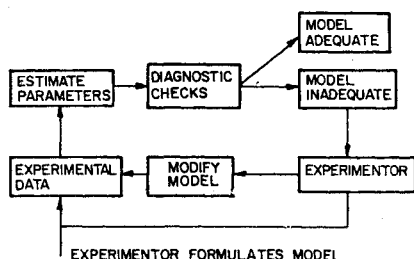 MODEL
ADEQUATE
ESTIMATE
PARAMETERS
DIAGNOSTIC
CHECKS
MODEL
INADEQUATE
EXPERIMENTAL
DATA
MODIFY
MODEL
EXPERIMENTOR
EXPERIMENTOR FORMULATES MODEL